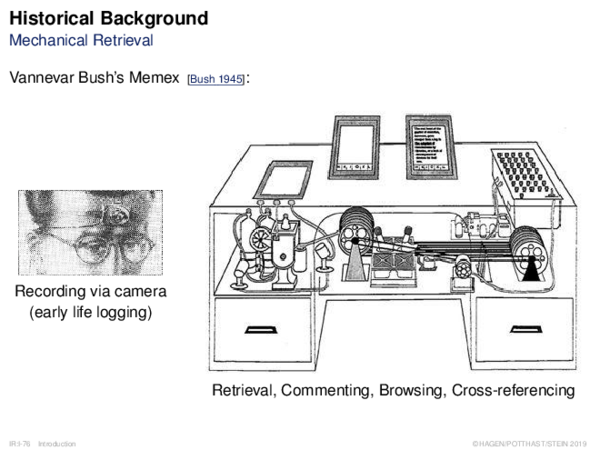 Historical Background
Mechanical Retrieval
Vannevar Bush's Memex [Bush 1945]:
Recording via camera
(early life logging)
Retrieval, Commenting, Browsing, Cross-referencing
IR:I-76 Introduction
©HAGEN/POTTHAST/STEIN 2019